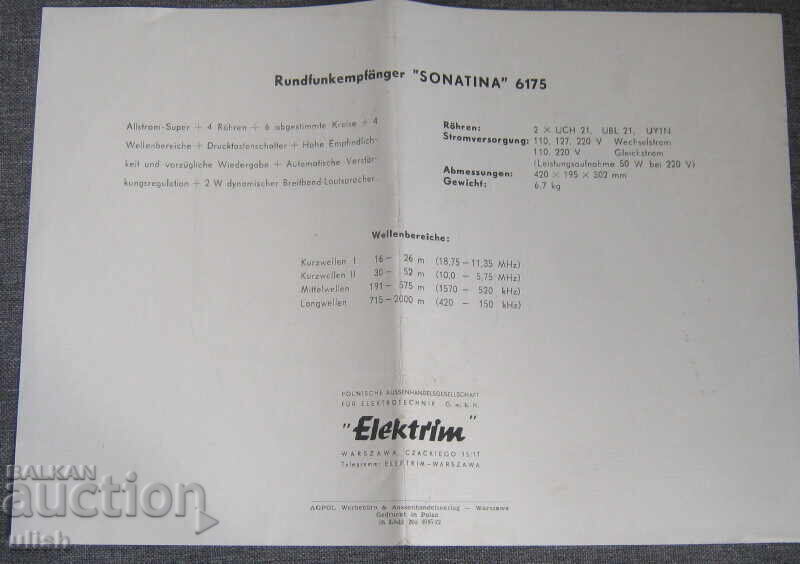 Rundfunkempfänger "SONATINA" 6175
Allstrom-Super + 4 Röhren + 6 abgestimmte Kreise + 4
Wellenbereiche + Drucktastenschalter + Hohe Empfindlich-
keit und vorzügliche Wiedergabe + Automatische Verstär-
kungsregulation + 2 W dynamischer Breitband-Lautsprecher
Röhren: 2 × UCH 21, UBL 21, UY1N
Stromversorgung: 110, 127, 220 V Wechselstrom
110, 220 V Gleichstrom
(Leistungsaufnahme 50 W bei 220 V)
Abmessungen: 420 × 195 × 302 mm
Gewicht: 6.7 kg
Wellenbereiche:
Kurzwellen I 16 – 26 m (18,75 – 11,35 MHz)
Kurzwellen II 30 – 52 m (10,0 – 5,75 MHz)
Mittelwellen 191 – 575 m (1570 – 520 kHz)
Langwellen 715 – 2000 m (420 – 150 kHz)
POLNISCHE AUSSENHANDELSGESELLSCHAFT
FÜR ELEKTROTECHNIK G. m. b. H.
"Elektrim"
WARSZAWA, CZACKIEGO 15/17
Telegramme: ELEKTRIM – WARSZAWA
AGPOL Werbebüro & Aussenhandelsverlag — Warszawa
Gedruckt in Polen
BALKAN
auction
ulish